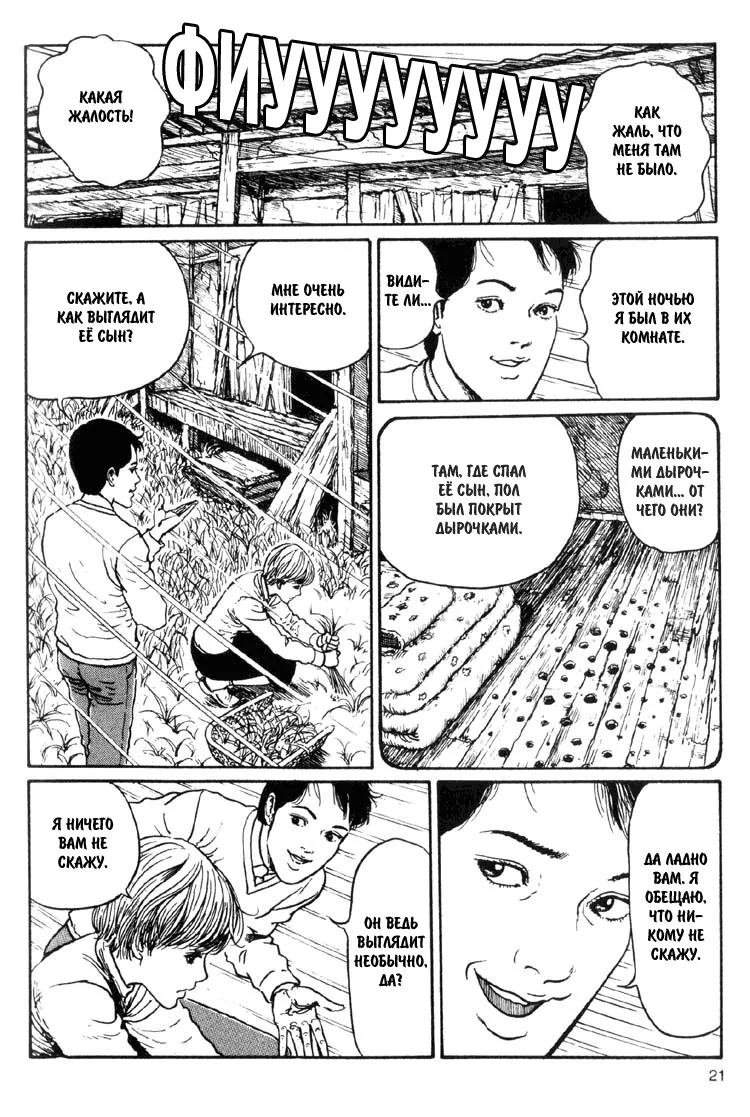 КАКАЯ
ЖАЛОСТЬ!
ФИУУУУУУУУУ
КАК
ЖАЛЬ, ЧТО
МЕНЯ ТАМ
НЕ БЫЛО.
СКАЖИТЕ, А
КАК ВЫГЛЯДИТ
ЕЁ СЫН?
МНЕ ОЧЕНЬ
ИНТЕРЕСНО.
ВИДИ-
ТЕ ЛИ...
ЭТОЙ НОЧЬЮ
Я БЫЛ В ИХ
КОМНАТЕ.
ТАМ, ГДЕ СПАЛ
ЕЁ СЫН, ПОЛ
БЫЛ ПОКРЫТ
ДЫРОЧКАМИ.
МАЛЕНЬКИ-
МИ ДЫРОЧ-
КАМИ... ОТ
ЧЕГО ОНИ?
Я НИЧЕГО
ВАМ НЕ
СКАЖУ.
ОН ВЕДЬ
ВЫГЛЯДИТ
НЕОБЫЧНО,
ДА?
ДА ЛАДНО
ВАМ. Я
ОБЕЩАЮ,
ЧТО НИ-
КОМУ НЕ
СКАЖУ.
21